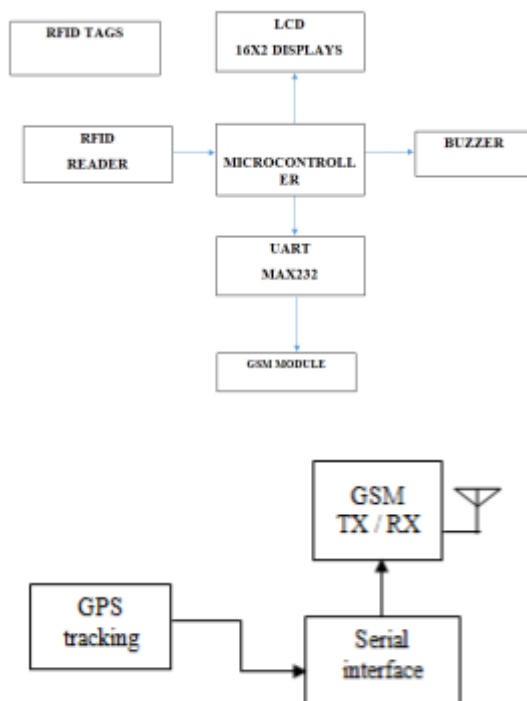 RFID TAGS
LCD
16X2 DISPLAYS
RFID
READER
MICROCONTROLL
ER
BUZZER
UART
MAX232
GSM MODULE
GSM
TX / RX
GPS
tracking
Serial
interface